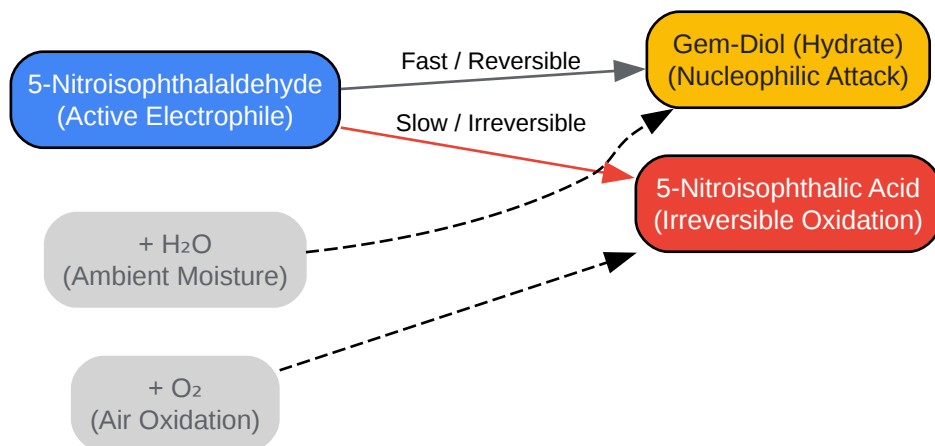 5-Nitroisophthalaldehyde
(Active Electrophile)
Fast / Reversible
Gem-Diol (Hydrate)
(Nucleophilic Attack)
Slow / Irreversible
5-Nitroisophthalic Acid
(Irreversible Oxidation)
+ H₂O
(Ambient Moisture)
+ O₂
(Air Oxidation)